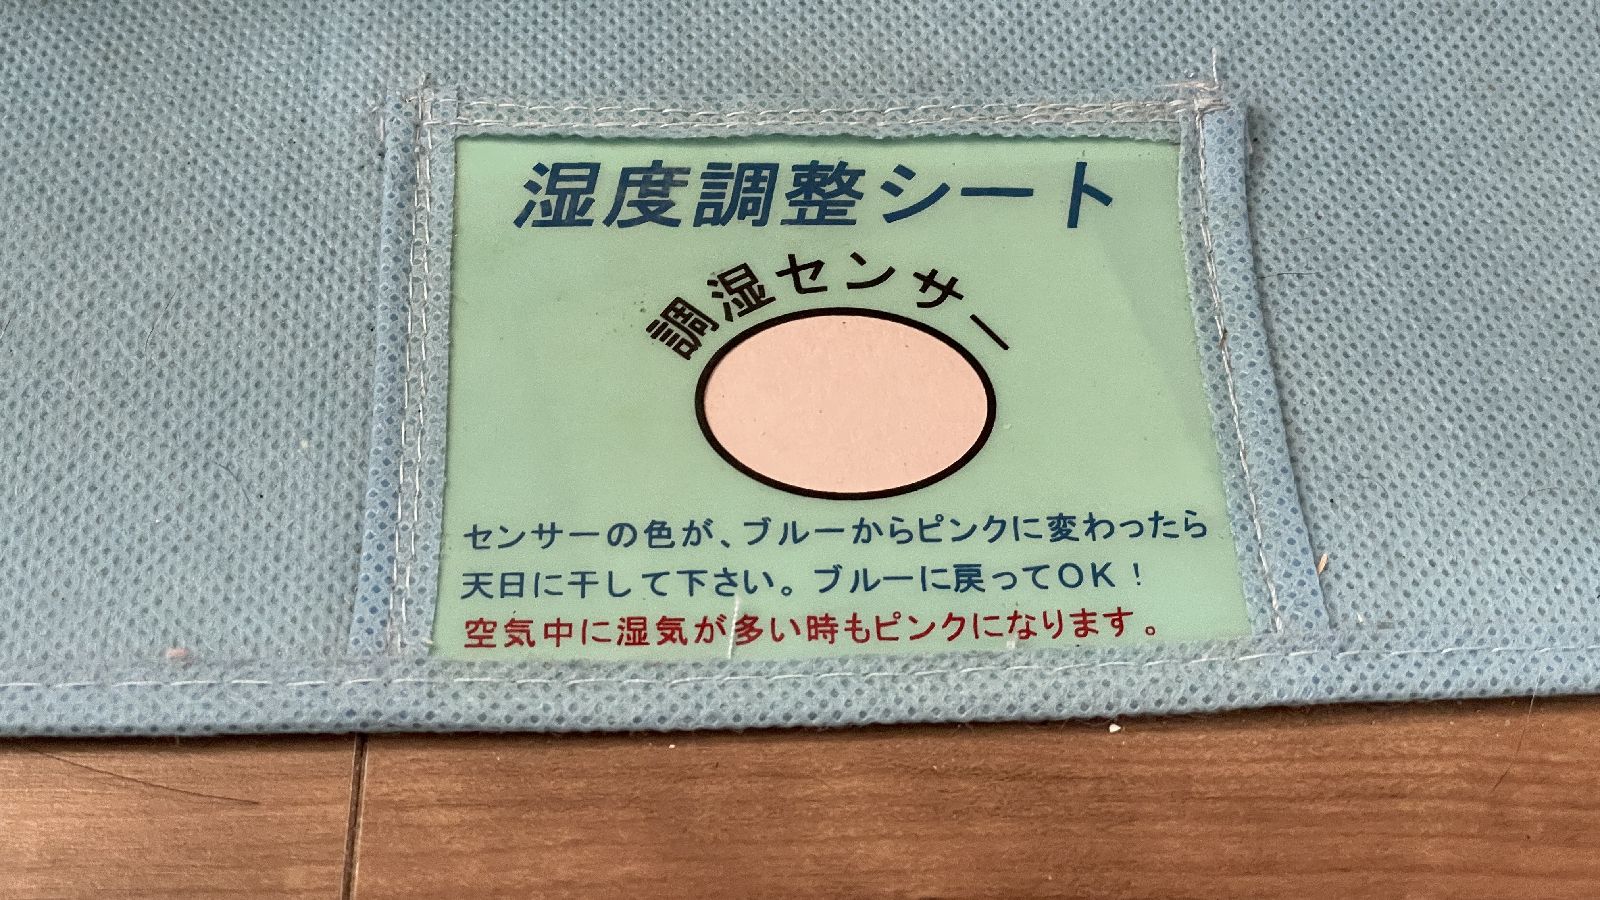 湿度調整シート
調湿センサー
センサーの色が、ブルーからピンクに変わったら
天日に干して下さい。ブルーに戻ってOK！
空気中に湿気が多い時もピンクになります。